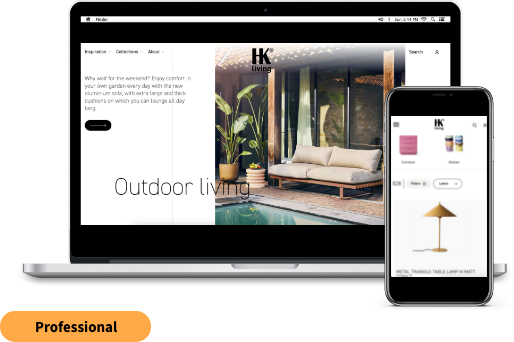 Finder
Inspiration Collections About
HK
living
Search
Why wait for the weekend? Enjoy comfort in
your own garden every day with the new
aluminium sofa, with extra large and thick
cushions on which you can lounge all day
long.
Outdoor living
HK
living
Furniture
Kitchen
B2B
Filters
METAL TRIANGLE TABLE LAMP M MATT
Professional